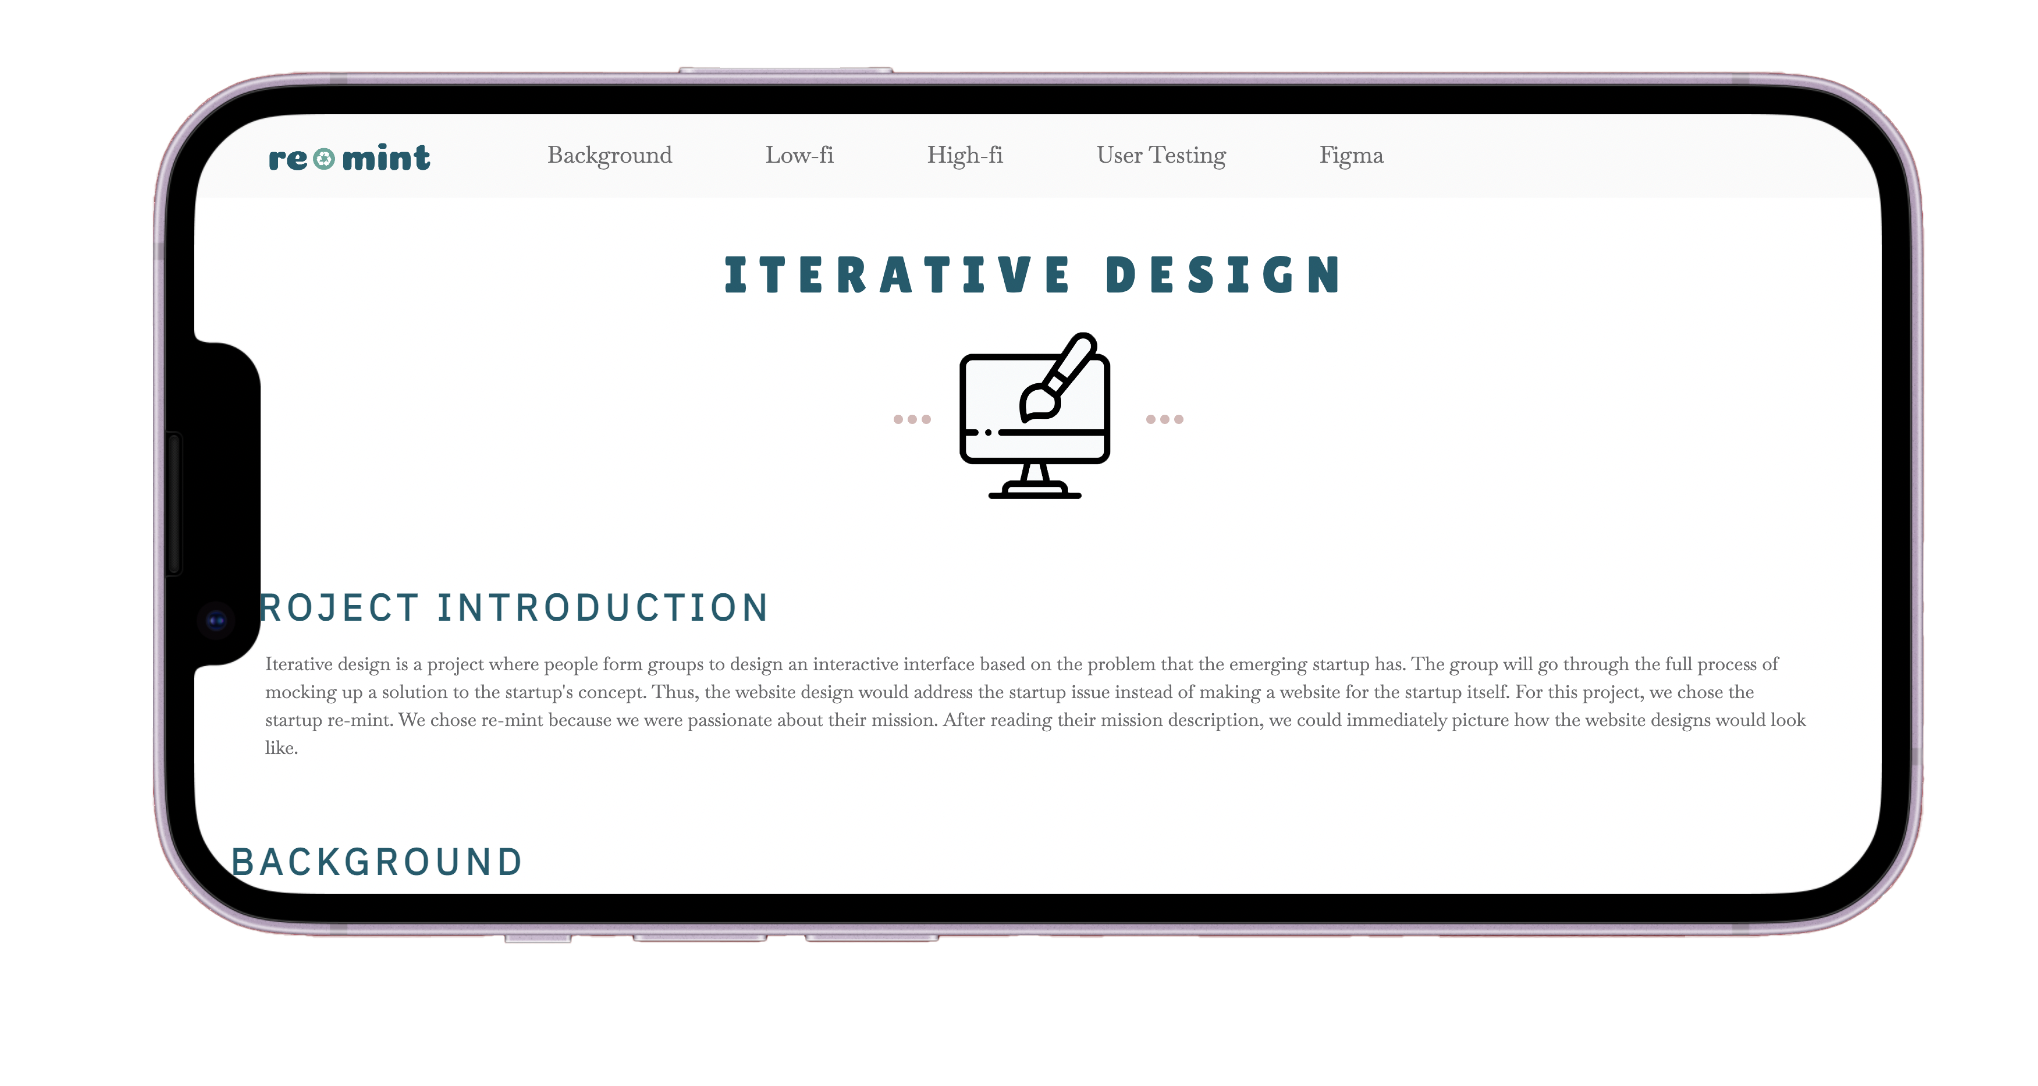 re mint
Background Low-fi High-fi User Testing Figma
ITERATIVE DESIGN
ROJECT INTRODUCTION
Iterative design is a project where people form groups to design an interactive interface based on the problem that the emerging startup has. The group will go through the full process of
mocking up a solution to the startup's concept. Thus, the website design would address the startup issue instead of making a website for the startup itself. For this project, we chose the
startup re-mint. We chose re-mint because we were passionate about their mission. After reading their mission description, we could immediately picture how the website designs would look
like.
BACKGROUND